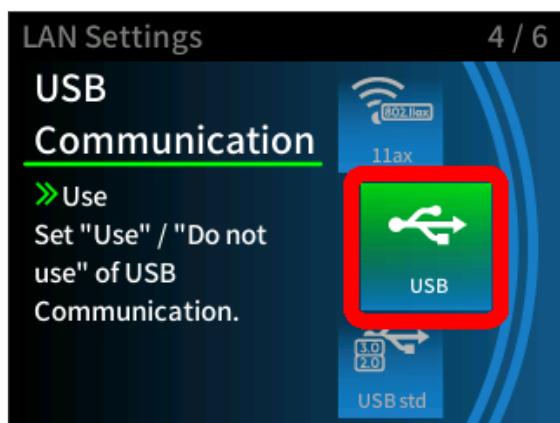 LAN Settings
4 / 6
USB
Communication
Use
Set "Use" / "Do not
use" of USB
Communication.
802.11ax
11ax
USB
3.0
2.0
USB std